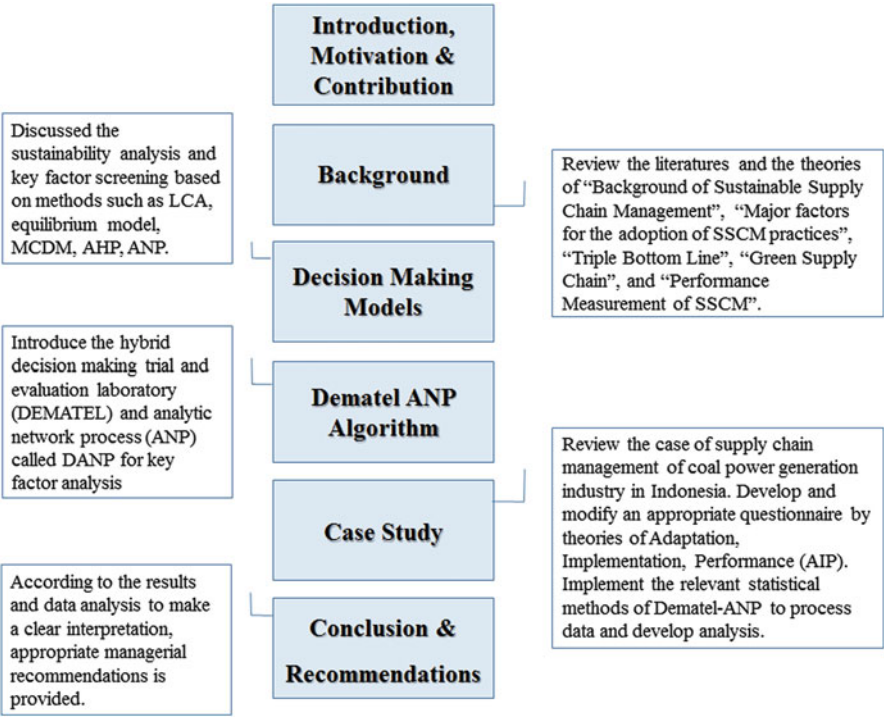 Introduction,
Motivation &
Contribution
Discussed the
sustainability analysis and
key factor screening based
on methods such as LCA,
equilibrium model,
MCDM, AHP, ANP.
Background
Review the literatures and the theories
of “Background of Sustainable Supply
Chain Management”, “Major factors
for the adoption of SSCM practices”,
“Triple Bottom Line”, “Green Supply
Chain”, and “Performance
Measurement of SSCM”.
Decision Making
Models
Introduce the hybrid
decision making trial and
evaluation laboratory
(DEMATEL) and analytic
network process (ANP)
called DANP for key
factor analysis
Dematel ANP
Algorithm
Review the case of supply chain
management of coal power generation
industry in Indonesia. Develop and
modify an appropriate questionnaire by
theories of Adaptation,
Implementation, Performance (AIP).
Implement the relevant statistical
methods of Dematel-ANP to process
data and develop analysis.
Case Study
According to the results
and data analysis to make
a clear interpretation,
appropriate managerial
recommendations is
provided.
Conclusion &
Recommendations